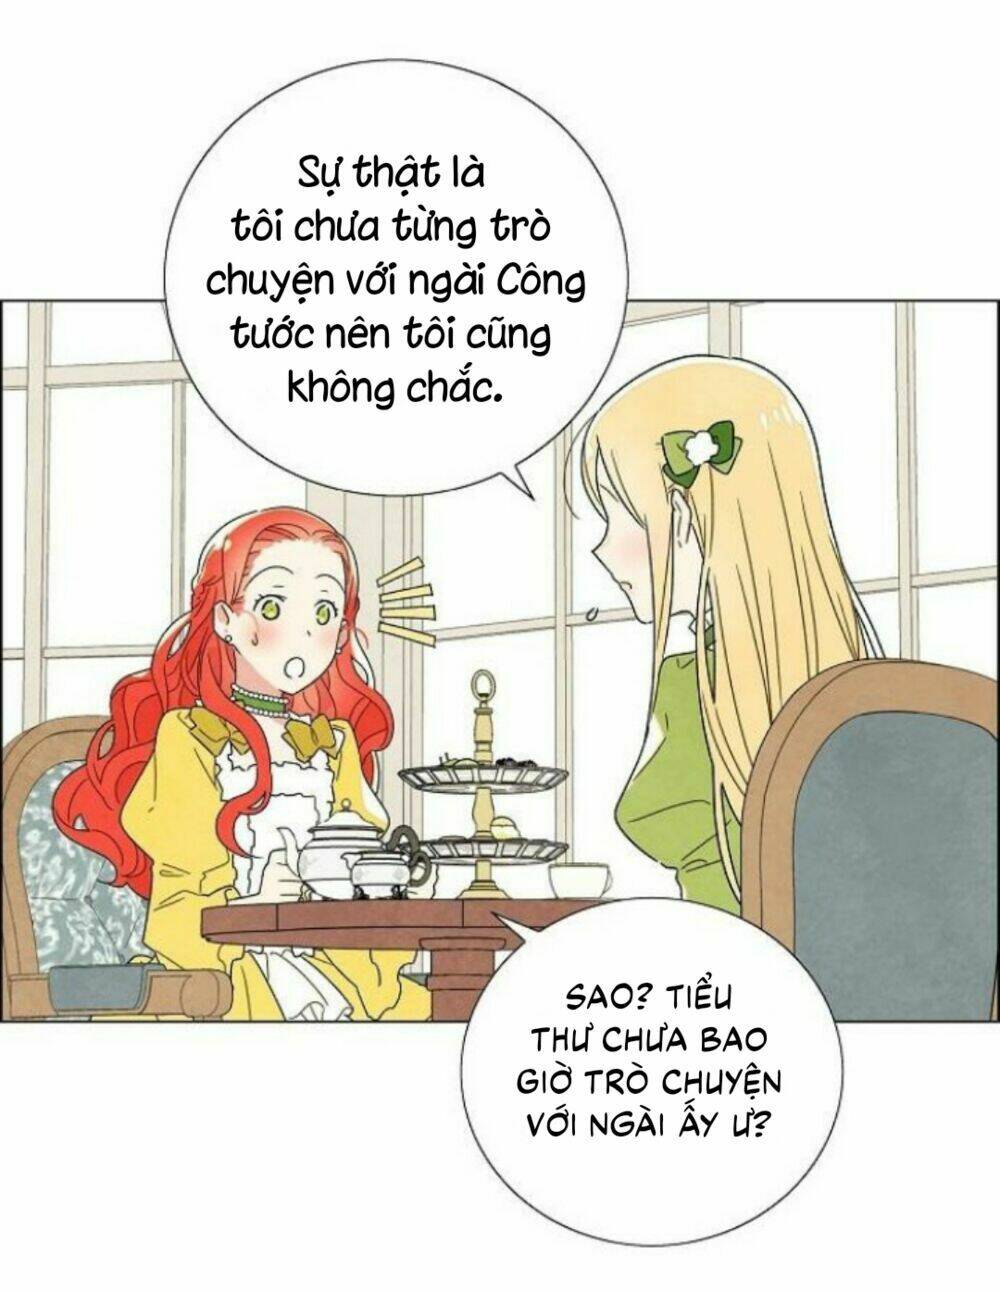 Sự thật là
tôi chưa từng trò
chuyện với ngài Công
tước nên tôi cũng
không chắc.
SAO? TIỂU
THƯ CHƯA BAO
GIỜ TRÒ CHUYỆN
VỚI NGÀI ẤY Ư?